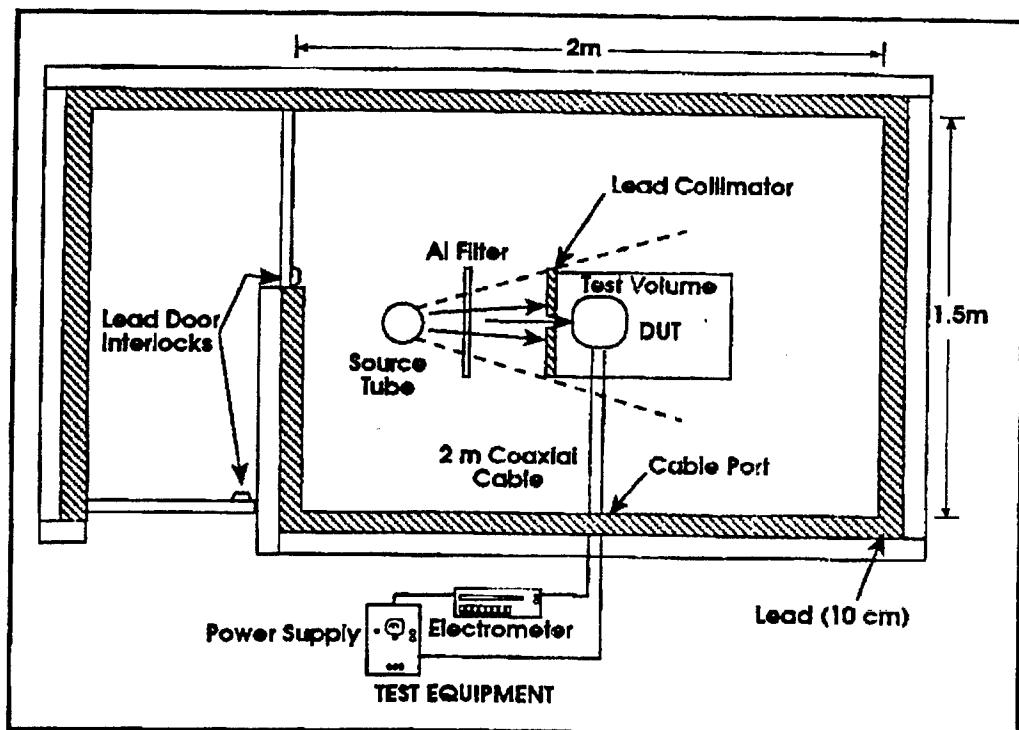 2m
Lead Collimator
Al Filter
Test Volume
DUT
1.5m
Lead Door
Interlocks
Source
Tube
2 m Coaxial
Cable
Cable Port
Lead (10 cm)
Power Supply
Electrometer
TEST EQUIPMENT